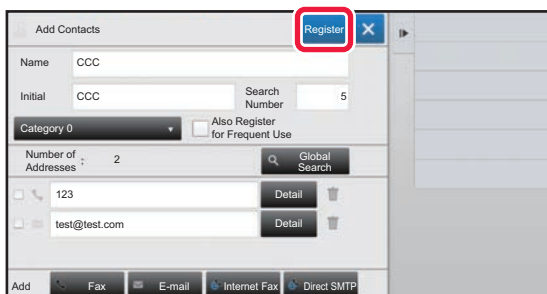 Add Contacts Register
Name CCC
Initial CCC Search Number 5
Category 0 Also Register for Frequent Use
Number of Addresses : 2 Global Search
123 Detail
test@test.com Detail
Add Fax E-mail Internet Fax Direct SMTP